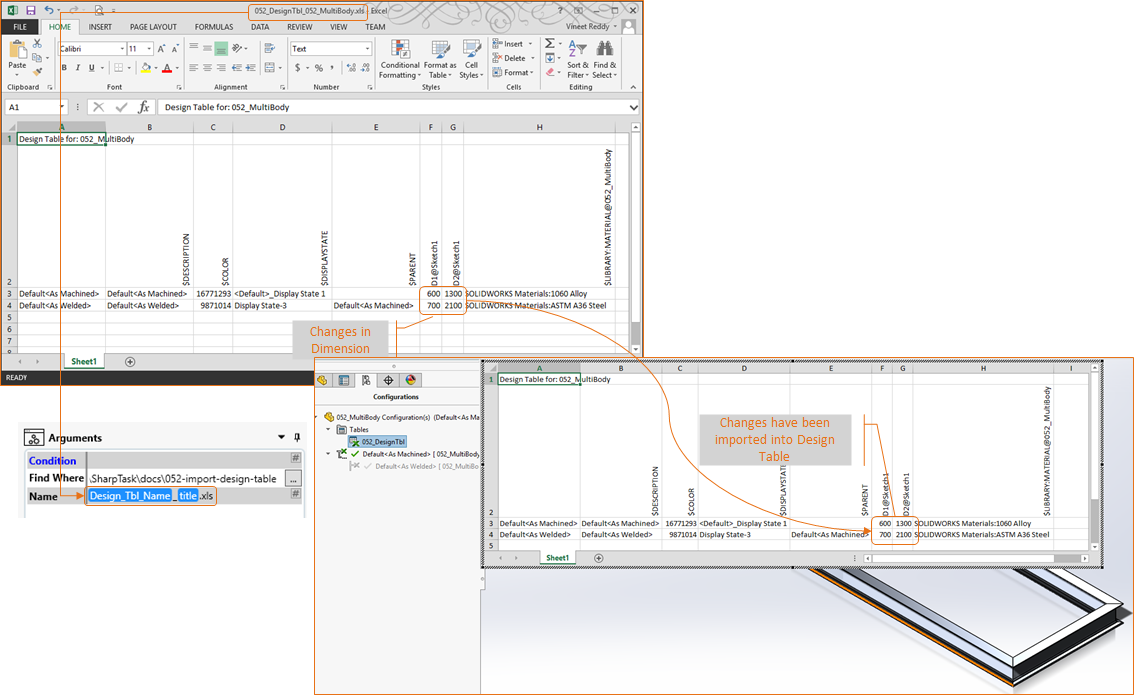 052_DesignTbl_052_MultiBody.xls - Excel
FILE HOME INSERT PAGE LAYOUT FORMULAS DATA REVIEW VIEW TEAM Vineet Reddy
Paste
Calibri 11
B I U
Text
$ % ,
Conditional Formatting
Format as Table
Cell Styles
Insert
Delete
Format
Sort & Filter
Find & Select
Clipboard Font Alignment Number Styles Cells Editing
A1 fx Design Table for: 052_MultiBody
A B C D E F G H
1 Design Table for: 052_MultiBody
2 $DESCRIPTION $COLOR $DISPLAYSTATE $PARENT D1@Sketch1 D2@Sketch1 $LIBRARY:MATERIAL@052_MultiBody
3 Default<As Machined> Default<As Machined> 16771293 <Default>_Display State 1 600 1300 SOLIDWORKS Materials:1060 Alloy
4 Default<As Welded> Default<As Welded> 9871014 Display State-3 Default<As Machined> 700 2100 SOLIDWORKS Materials:ASTM A36 Steel
5
6
7
8
Sheet1
READY
Changes in
Dimension
Arguments
Condition
Find Where .\SharpTask\docs\052-import-design-table ...
Name Design_Tbl_Name _ title .xls
Configurations
052_MultiBody Configuration(s) (Default<As Ma
Tables
052_DesignTbl
Default<As Machined> [ 052_MultiBody
Default<As Welded> [ 052_MultiBo
A B C D E F G H I
1 Design Table for: 052_MultiBody
Changes have been
imported into Design
Table
2 $DESCRIPTION $COLOR $DISPLAYSTATE $PARENT D1@Sketch1 D2@Sketch1 $LIBRARY:MATERIAL@052_MultiBody
3 Default<As Machined> Default<As Machined> 16771293 <Default>_Display State 1 600 1300 SOLIDWORKS Materials:1060 Alloy
4 Default<As Welded> Default<As Welded> 9871014 Display State-3 Default<As Machined> 700 2100 SOLIDWORKS Materials:ASTM A36 Steel
5
Sheet1